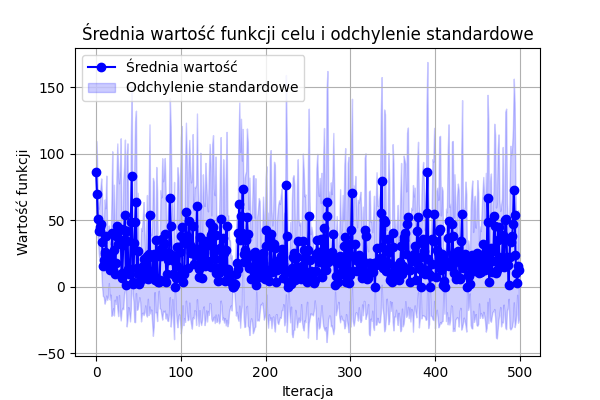 Średnia wartość funkcji celu i odchylenie standardowe
Średnia wartość
Odchylenie standardowe
Wartość funkcji
150
100
50
0
−50
0 100 200 300 400 500
Iteracja